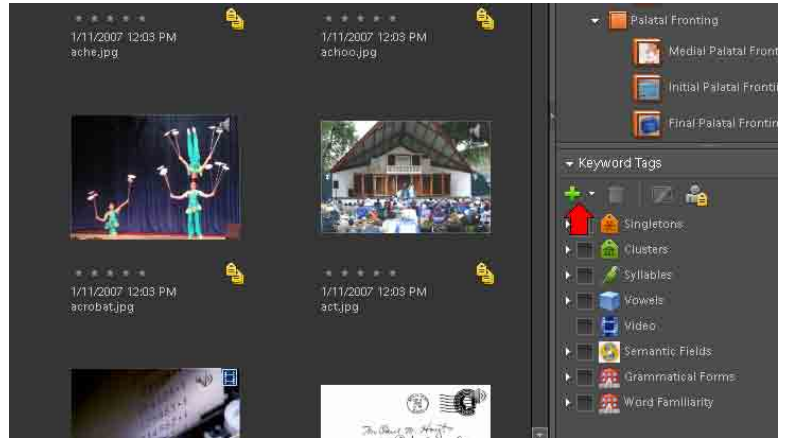 1/11/2007 12:03 PM
ache.jpg
1/11/2007 12:03 PM
achoo.jpg
1/11/2007 12:03 PM
acrobat.jpg
1/11/2007 12:03 PM
act.jpg
Palatal Fronting
Medial Palatal Front
Initial Palatal Fronti
Final Palatal Frontin
Keyword Tags
Singletons
Clusters
Syllables
Vowels
Video
Semantic Fields
Grammatical Forms
Word Familiarity